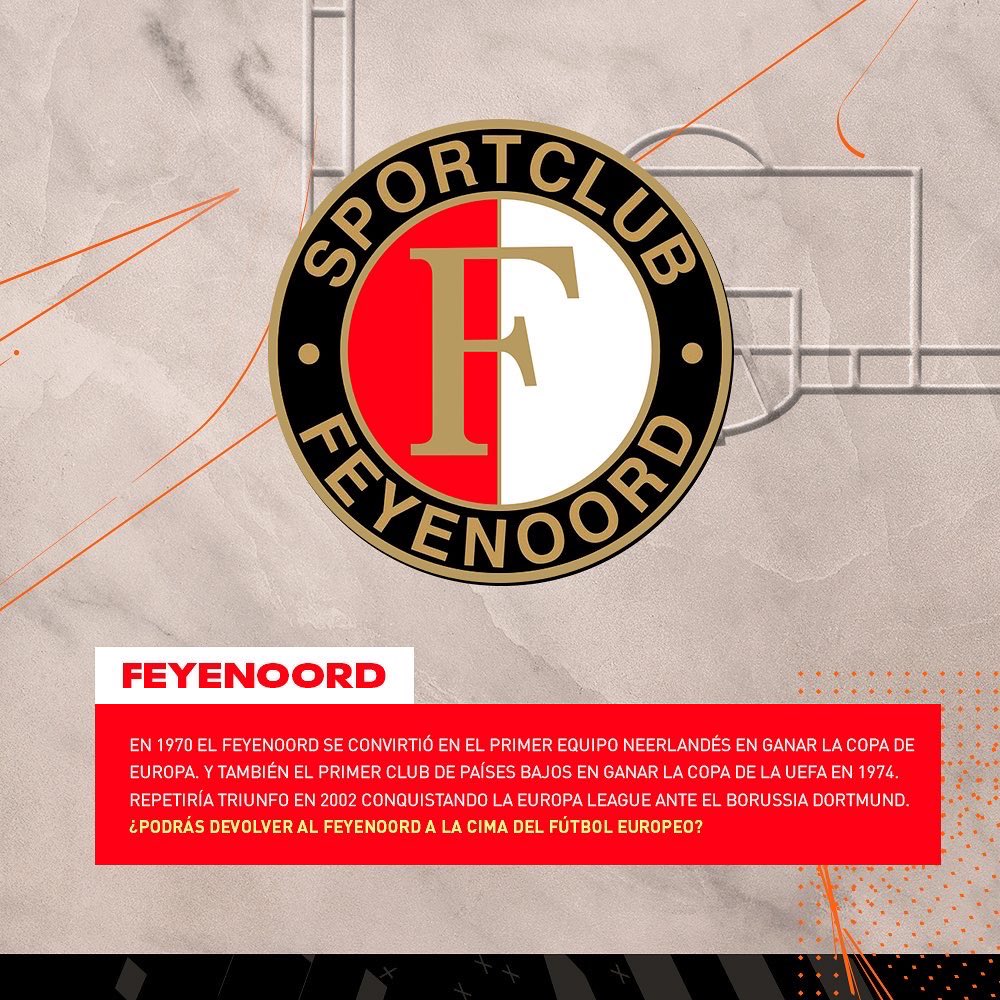 SPORTCLUB
F
FEYENOORD
FEYENOORD
EN 1970 EL FEYENOORD SE CONVIRTIÓ EN EL PRIMER EQUIPO NEERLANDÉS EN GANAR LA COPA DE
EUROPA. Y TAMBIÉN EL PRIMER CLUB DE PAÍSES BAJOS EN GANAR LA COPA DE LA UEFA EN 1974.
REPETIRÍA TRIUNFO EN 2002 CONQUISTANDO LA EUROPA LEAGUE ANTE EL BORUSSIA DORTMUND.
¿PODRÁS DEVOLVER AL FEYENOORD A LA CIMA DEL FÚTBOL EUROPEO?